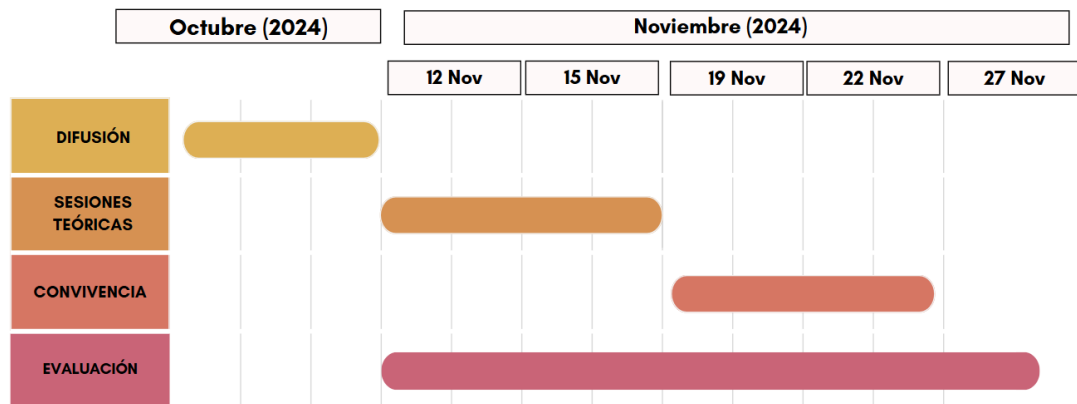 Octubre (2024)
Noviembre (2024)
12 Nov
15 Nov
19 Nov
22 Nov
27 Nov
DIFUSIÓN
SESIONES
TEÓRICAS
CONVIVENCIA
EVALUACIÓN